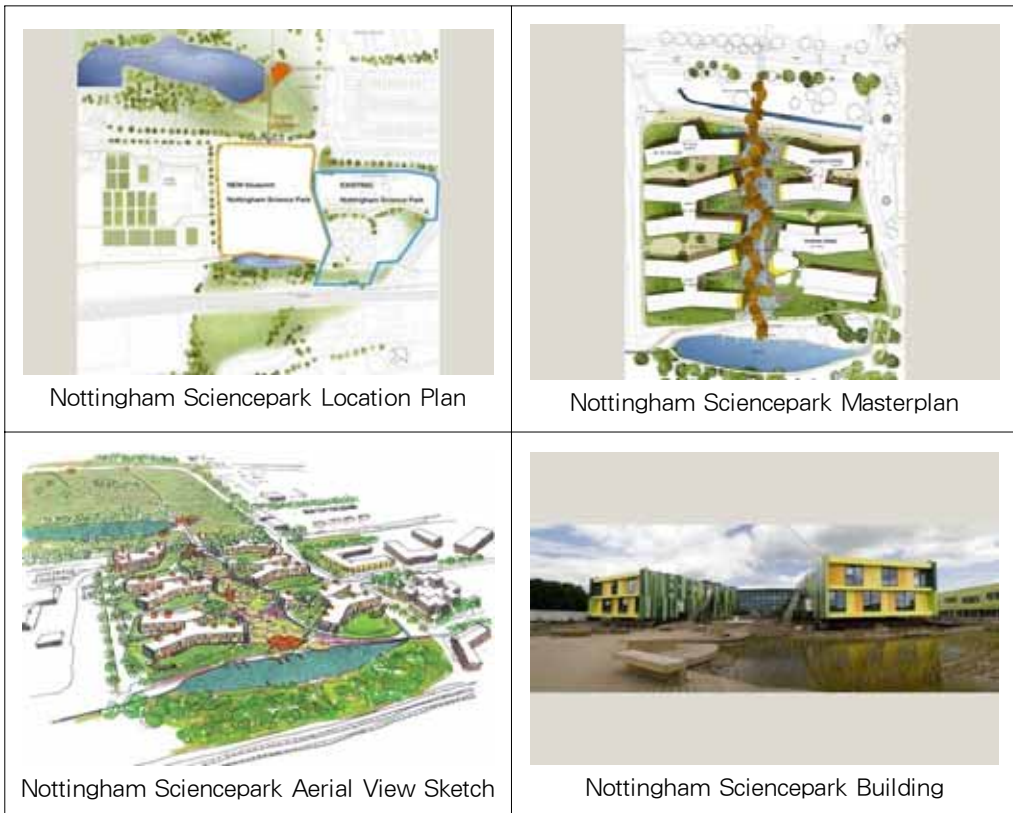 NEW blueprint
Nottingham Science Park
EXISTING
Nottingham Science Park
Nottingham Sciencepark Location Plan
Nottingham Sciencepark Masterplan
Nottingham Sciencepark Aerial View Sketch
Nottingham Sciencepark Building